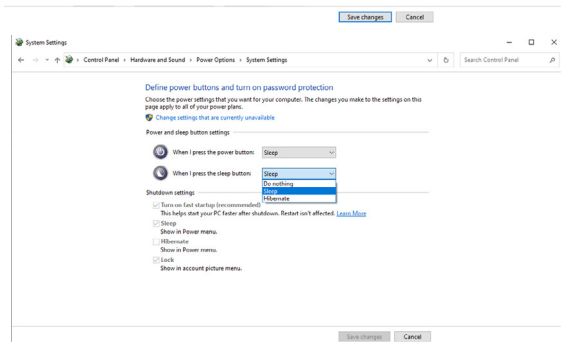 Save changes Cancel
System Settings
Control Panel › Hardware and Sound › Power Options › System Settings
Search Control Panel
Define power buttons and turn on password protection
Choose the power settings that you want for your computer. The changes you make to the settings on this
page apply to all of your power plans.
Change settings that are currently unavailable
Power and sleep button settings
When I press the power button: Sleep
When I press the sleep button: Sleep
Do nothing
Sleep
Hibernate
Shutdown settings
Turn on fast startup (recommended)
This helps start your PC faster after shutdown. Restart isn't affected. Learn More
Sleep
Show in Power menu.
Hibernate
Show in Power menu.
Lock
Show in account picture menu.
Save changes Cancel